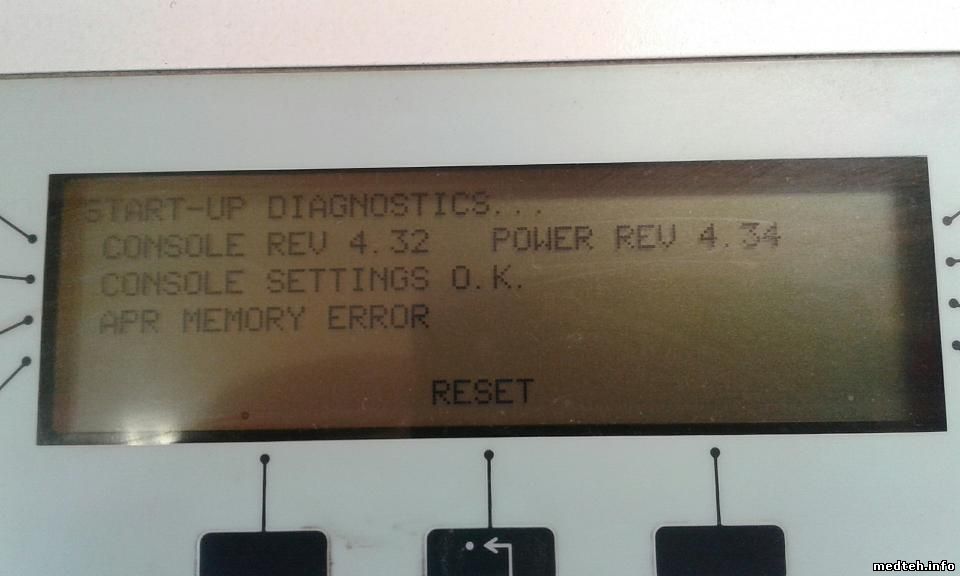 START-UP DIAGNOSTICS...
CONSOLE REV 4.32 POWER REV 4.34
CONSOLE SETTINGS O.K.
APR MEMORY ERROR
RESET
medteh.info